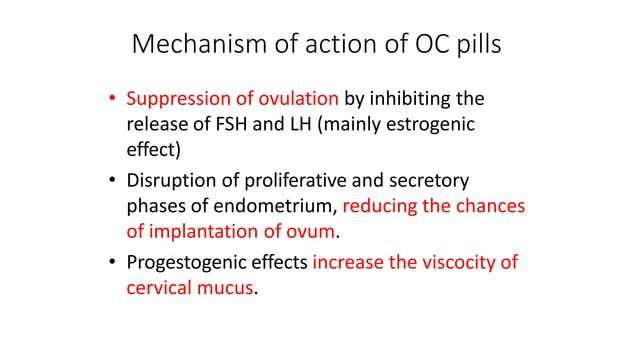 Mechanism of action of OC pills
• Suppression of ovulation by inhibiting the
release of FSH and LH (mainly estrogenic
effect)
• Disruption of proliferative and secretory
phases of endometrium, reducing the chances
of implantation of ovum.
• Progestogenic effects increase the viscocity of
cervical mucus.